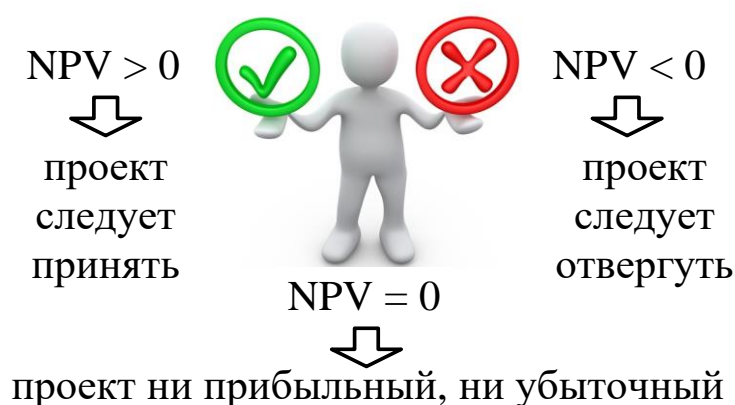 NPV > 0
проект
следует
принять
NPV < 0
проект
следует
отвергуть
NPV = 0
проект ни прибыльный, ни убыточный